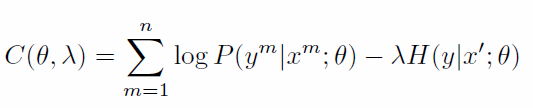 C(θ, λ) = ∑_{m=1}^{n} log P(y^m|x^m; θ) − λH(y|x′; θ)